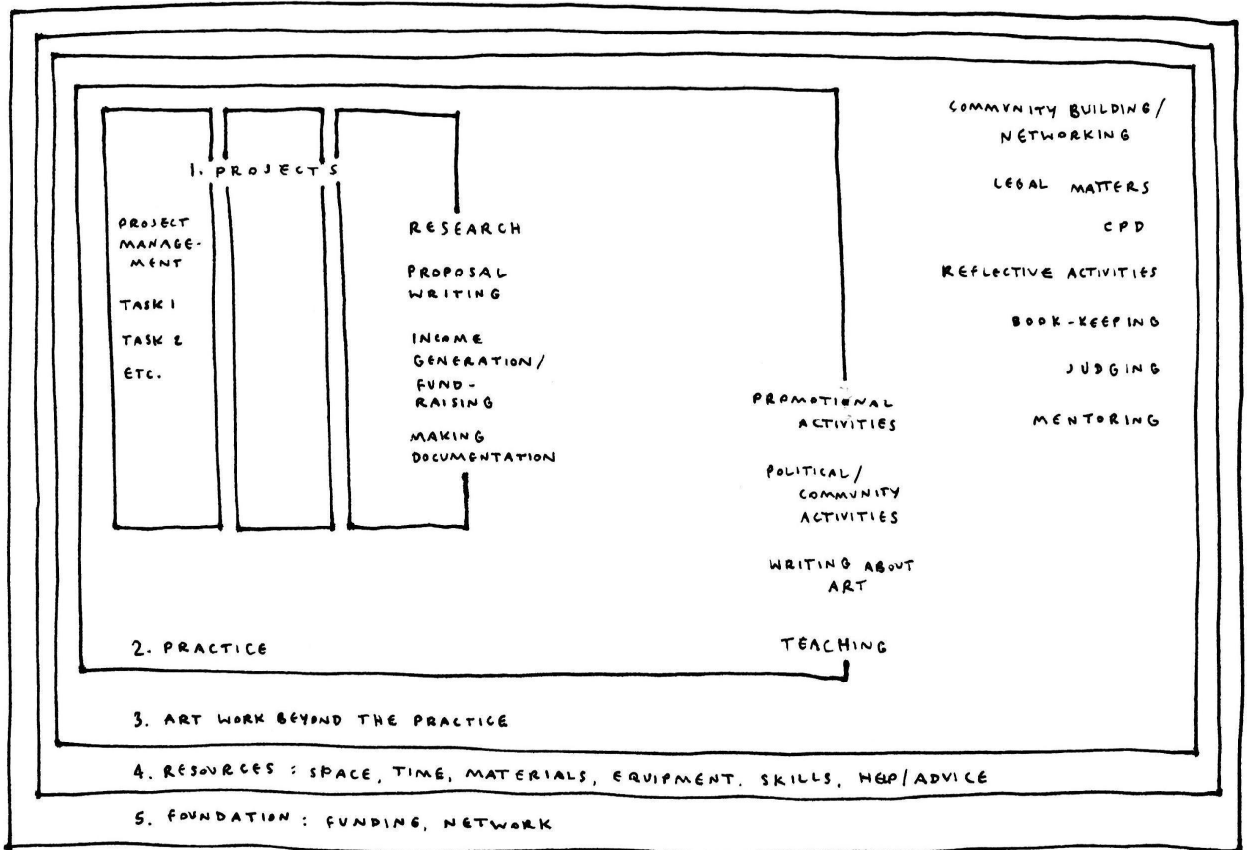 1. PROJECTS
PROJECT
MANAGE-
MENT
TASK 1
TASK 2
ETC.
RESEARCH
PROPOSAL
WRITING
INCOME
GENERATION/
FUND-
RAISING
MAKING
DOCUMENTATION
PROMOTIONAL
ACTIVITIES
POLITICAL/
COMMUNITY
ACTIVITIES
WRITING ABOUT
ART
TEACHING
COMMUNITY BUILDING/
NETWORKING
LEGAL MATTERS
CPD
REFLECTIVE ACTIVITIES
BOOK-KEEPING
JUDGING
MENTORING
2. PRACTICE
3. ART WORK BEYOND THE PRACTICE
4. RESOURCES : SPACE, TIME, MATERIALS, EQUIPMENT. SKILLS, HELP/ADVICE
5. FOUNDATION : FUNDING, NETWORK